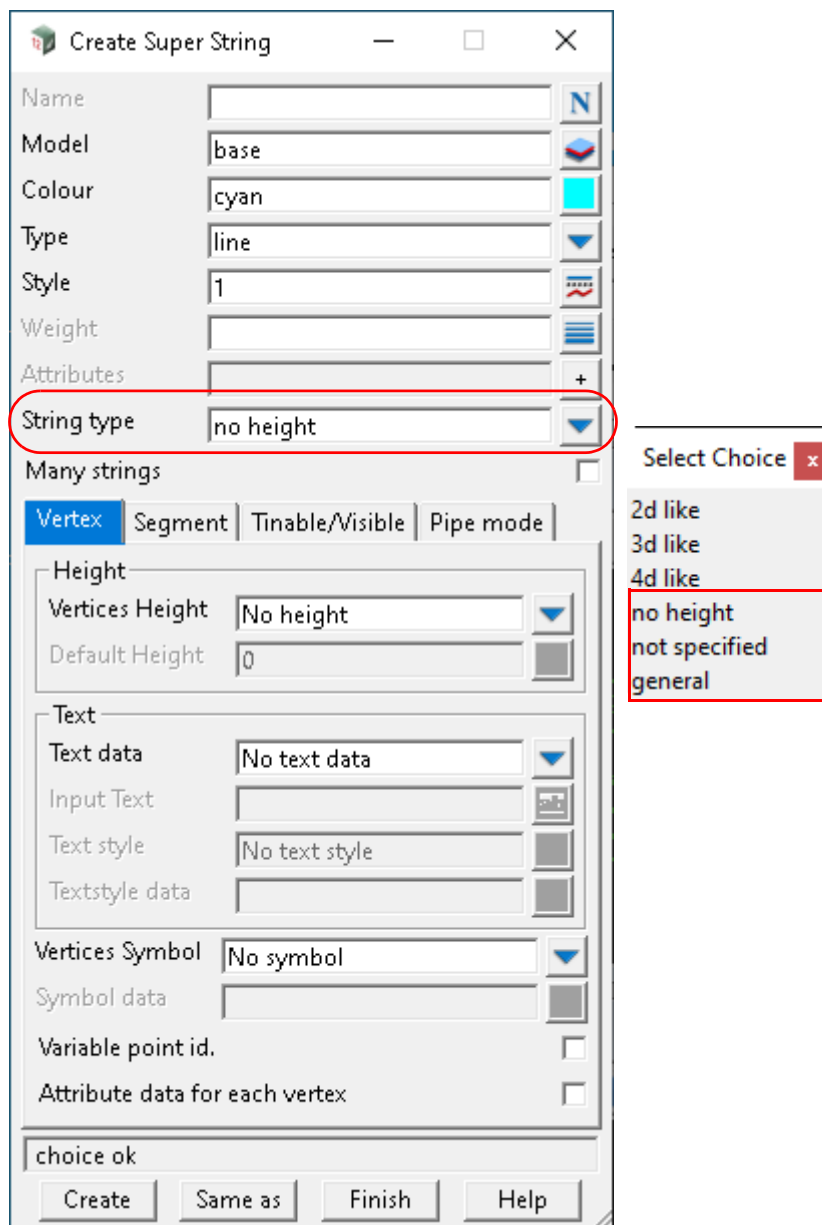 Create Super String
Name
Model base
Colour cyan
Type line
Style 1
Weight
Attributes +
String type no height
Many strings
Vertex Segment Tinable/Visible Pipe mode
Height
Vertices Height No height
Default Height 0
Text
Text data No text data
Input Text
Text style No text style
Textstyle data
Vertices Symbol No symbol
Symbol data
Variable point id.
Attribute data for each vertex
choice ok
Create Same as Finish Help
Select Choice x
2d like
3d like
4d like
no height
not specified
general